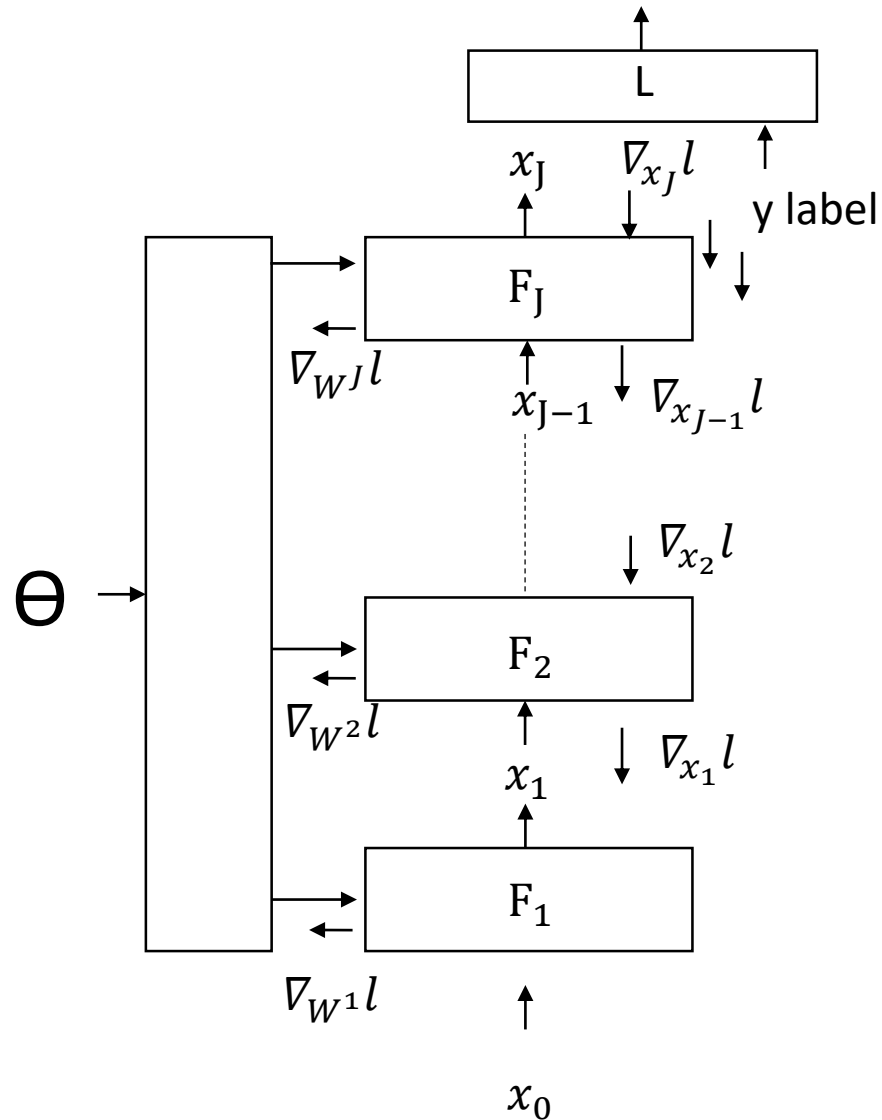 L
x_J ∇_{x_J} l
y label
F_J
∇_{W^J} l
x_{J−1} ∇_{x_{J−1}} l
∇_{x_2} l
Θ
F_2
∇_{W^2} l
x_1 ∇_{x_1} l
F_1
∇_{W^1} l
x_0